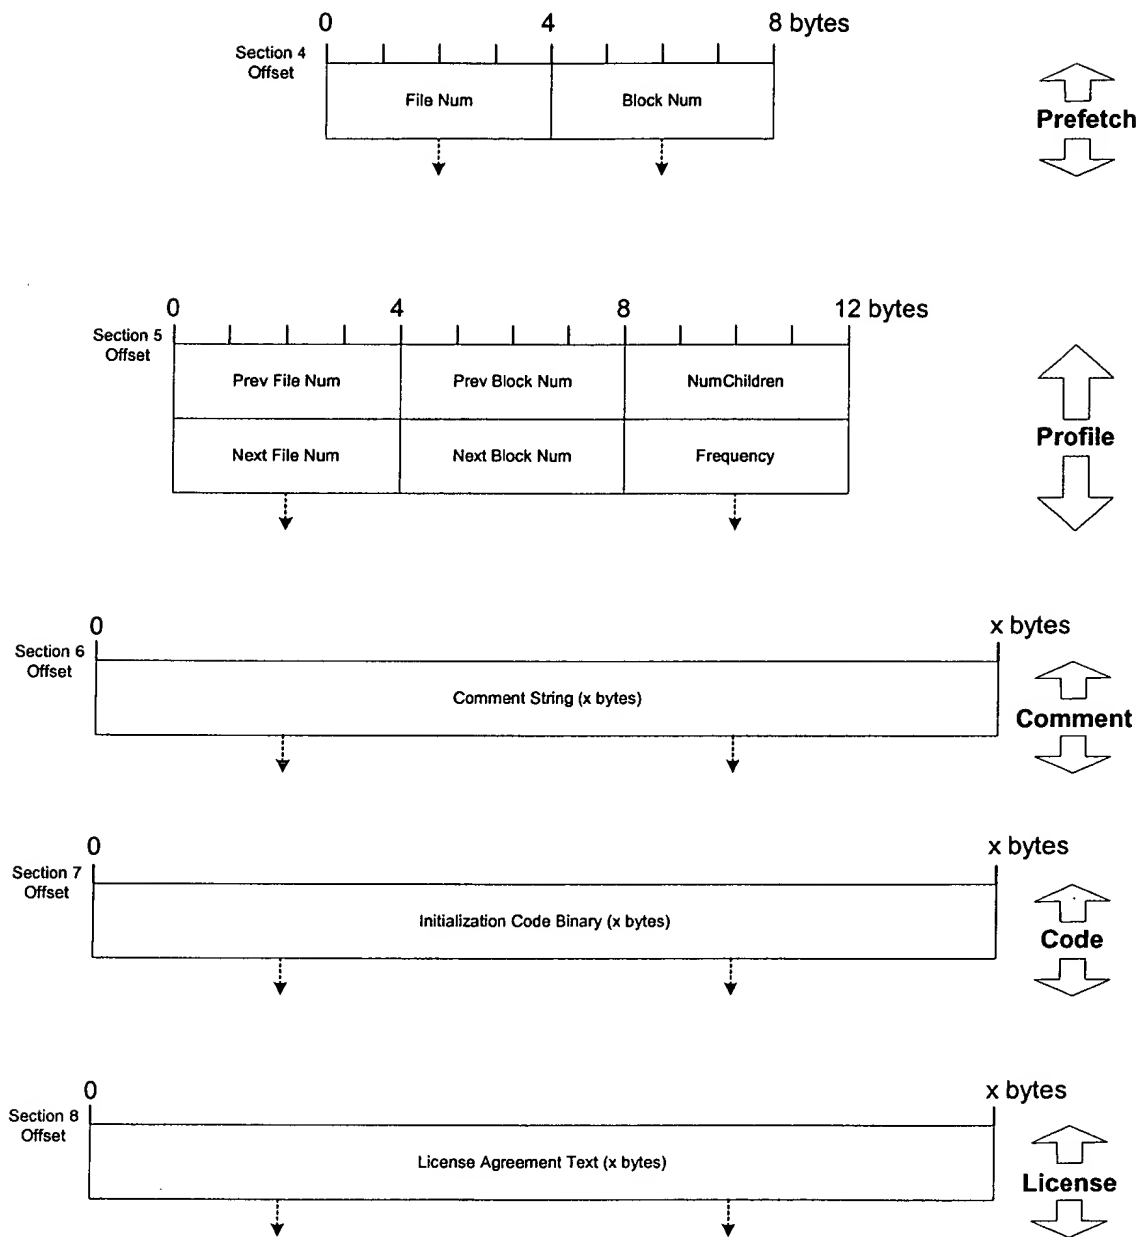 0 4 8 bytes
Section 4
Offset
File Num Block Num
Prefetch
0 4 8 12 bytes
Section 5
Offset
Prev File Num Prev Block Num NumChildren
Next File Num Next Block Num Frequency
Profile
0 x bytes
Section 6
Offset
Comment String (x bytes)
Comment
0 x bytes
Section 7
Offset
Initialization Code Binary (x bytes)
Code
0 x bytes
Section 8
Offset
License Agreement Text (x bytes)
License